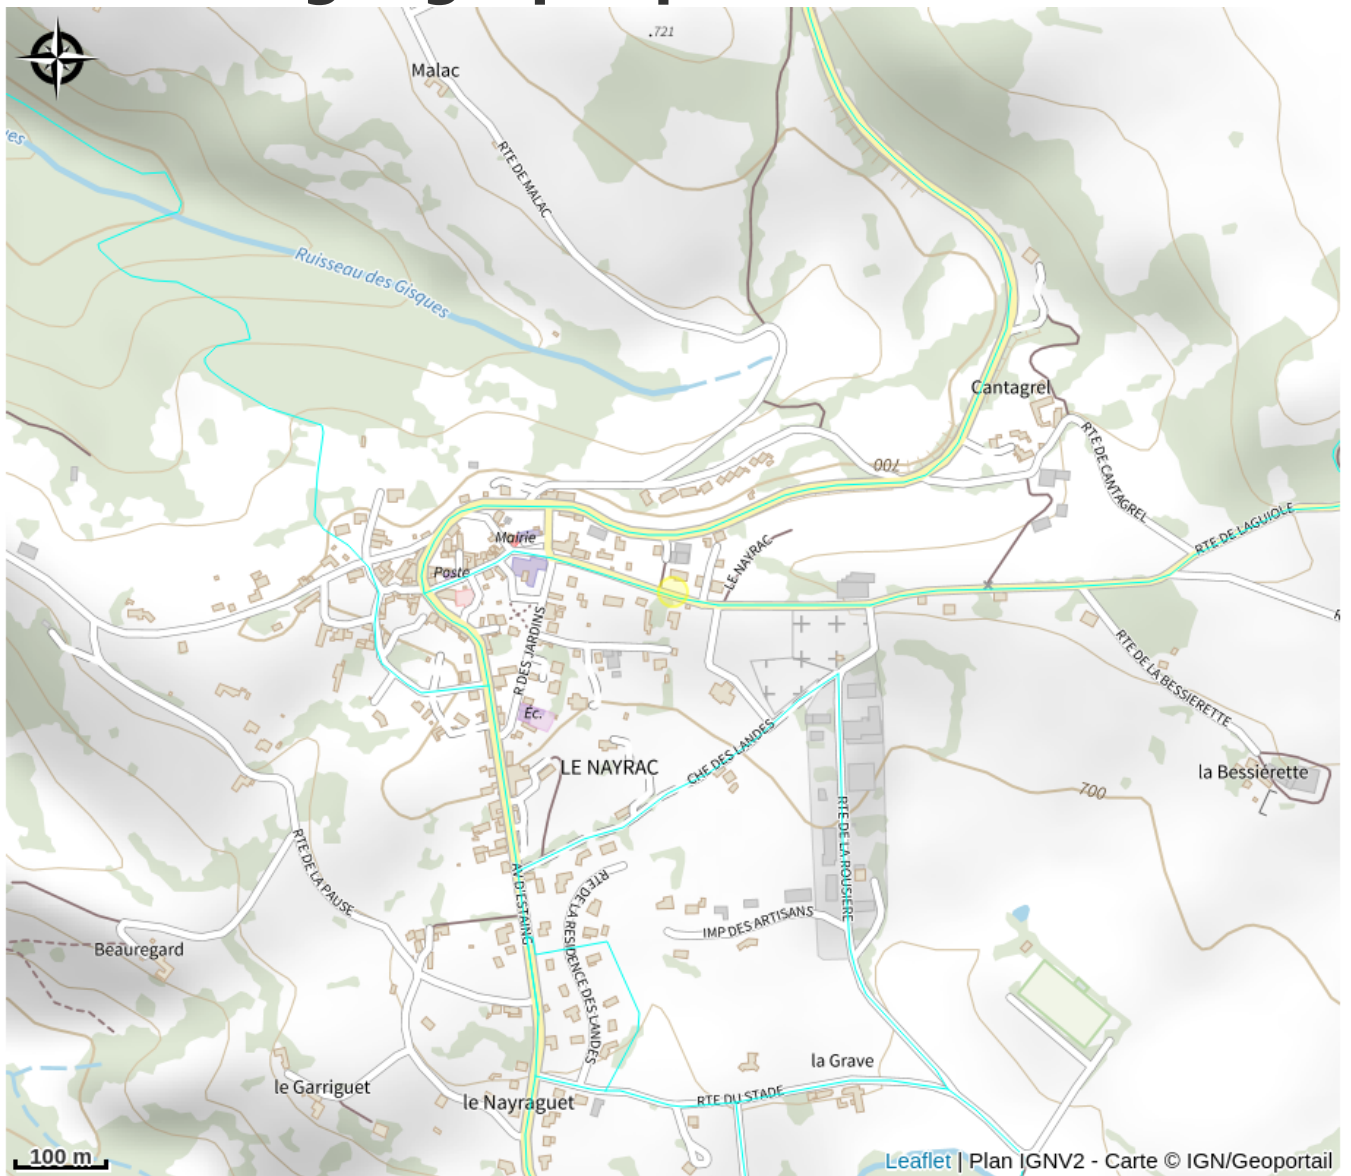 .721
Malac
RTE DE MALAC
Ruisseau des Gisques
Cantagrel
RTE DE CANTAGREL
700
RTE DE LAGUIOLE
Mairie
Poste
LE NAYRAC
R DES JARDINS
RTE DE LA BESSIERETTE
Éc.
CHE DES LANDES
LE NAYRAC
la Bessierette
700
RTE DE LA PAUSE
RTE DE LA ROUSIERE
AV D'ESTAING
RTE DE LA RESIDENCE DES LANDES
IMP DES ARTISANS
Beauregard
la Grave
le Garriguet
le Nayraguet
RTE DU STADE
100 m
Leaflet | Plan IGNV2 - Carte © IGN/Geoportail